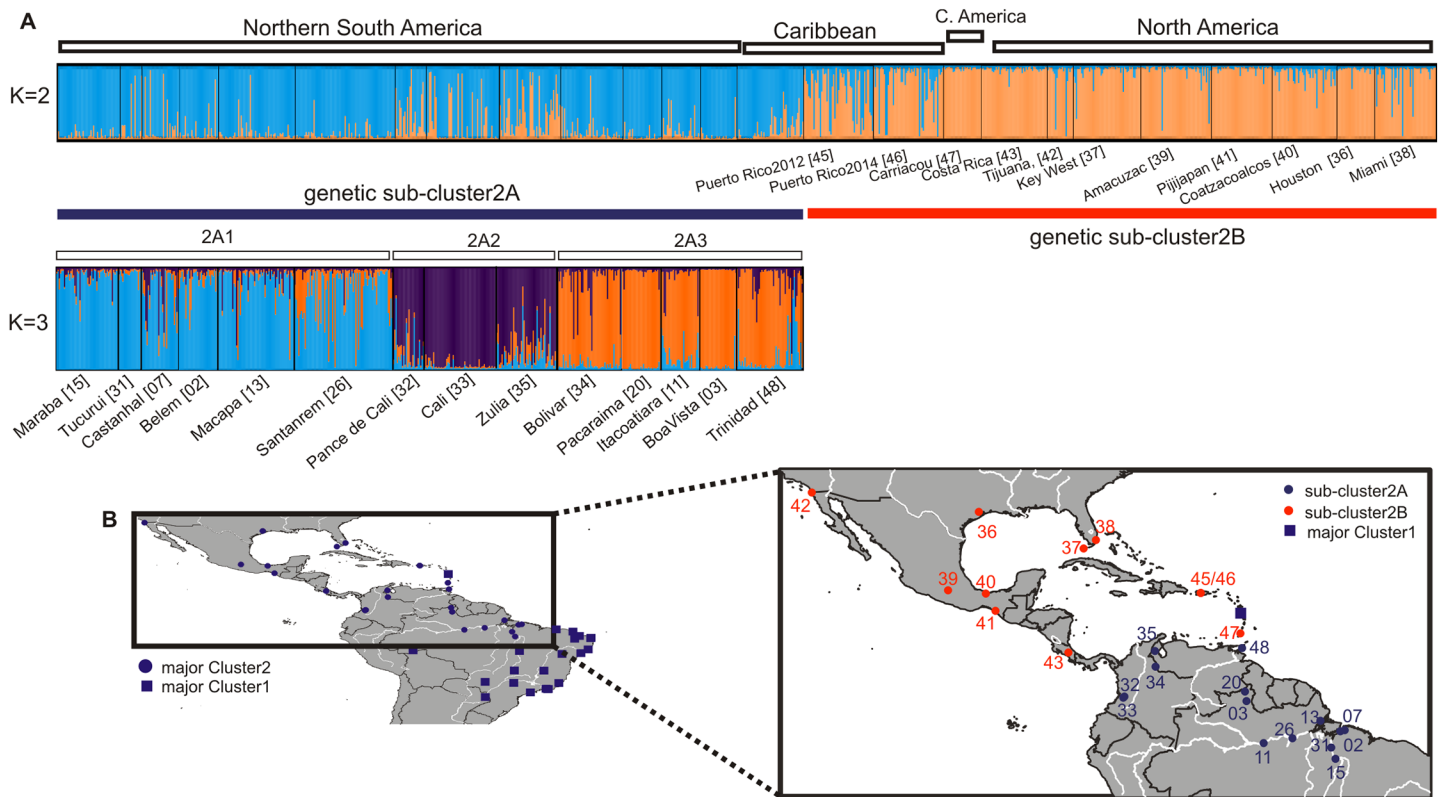 A
Northern South America
Caribbean
C. America
North America
K=2
Puerto Rico2012 [45]
Puerto Rico2014 [46]
Carriacou [47]
Costa Rica [43]
Tijuana, [42]
Key West [37]
Amacuzac [39]
Pijijapan [41]
Coatzacoalcos [40]
Houston [36]
Miami [38]
genetic sub-cluster2A
genetic sub-cluster2B
2A1
2A2
2A3
K=3
Maraba [15]
Tucurui [31]
Castanhal [07]
Belem [02]
Macapa [13]
Santanrem [26]
Pance de Cali [32]
Cali [33]
Zulia [35]
Bolivar [34]
Pacaraima [20]
Itacoatiara [11]
BoaVista [03]
Trinidad [48]
B
major Cluster2
major Cluster1
sub-cluster2A
sub-cluster2B
major Cluster1
42
36
38
37
39
40
45/46
41
47
35
48
43
34
32
20
33
03
13
07
26
31
02
11
15